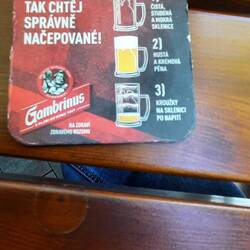 TAK CHTĚJ
SPRÁVNĚ
NAČEPOVANÉ!
ČISTÁ,
STUDENÁ
A MOKRÁ
SKLENICE
2)
HUSTÁ
A KRÉMOVÁ
PĚNA
3)
KROUŽKY
NA SKLENICI
PO NAPITÍ
Gambrinus
NA ZDRAVÍ
ZDRAVÉHO ROZUMU